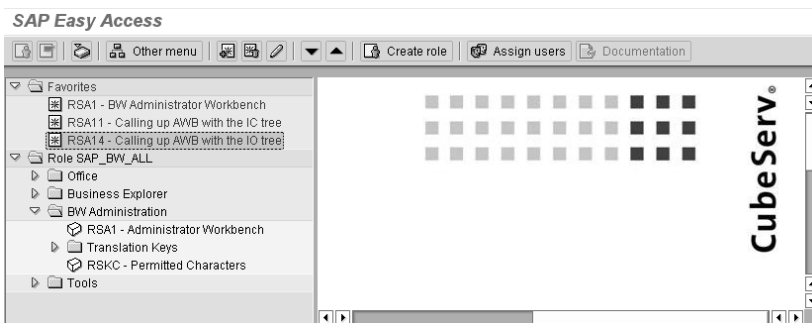 SAP Easy Access
Other menu Create role Assign users Documentation
Favorites
RSA1 - BW Administrator Workbench
RSA11 - Calling up AWB with the IC tree
RSA14 - Calling up AWB with the IO tree
Role SAP_BW_ALL
Office
Business Explorer
BW Administration
RSA1 - Administrator Workbench
Translation Keys
RSKC - Permitted Characters
Tools
CubeServ®